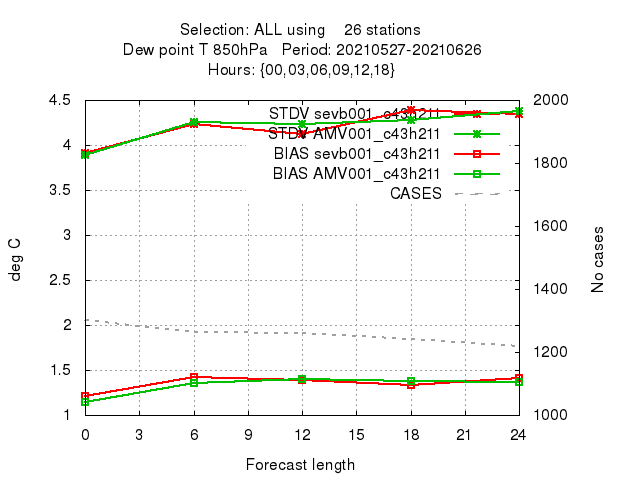 Selection: ALL using 26 stations
Dew point T 850hPa Period: 20210527-20210626
Hours: {00,03,06,09,12,18}
4.5
4
3.5
3
2.5
2
1.5
1
deg C
STDV sevb001_c43h211
STDV AMV001_c43h211
BIAS sevb001_c43h211
BIAS AMV001_c43h211
CASES
2000
1800
1600
1400
1200
1000
No cases
0 3 6 9 12 15 18 21 24
Forecast length